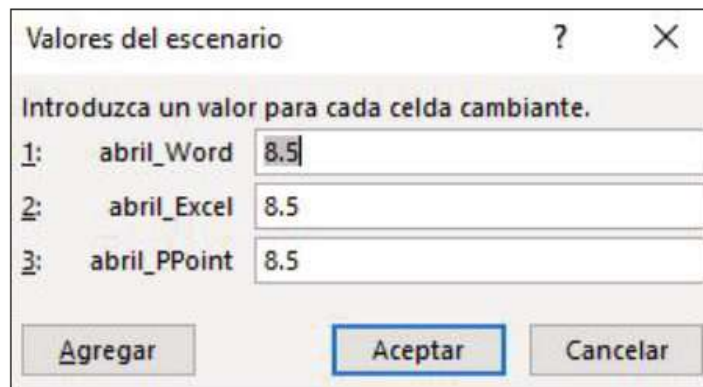 Valores del escenario ? ×
Introduzca un valor para cada celda cambiante.
1: abril_Word 8.5
2: abril_Excel 8.5
3: abril_PPoint 8.5
Agregar Aceptar Cancelar